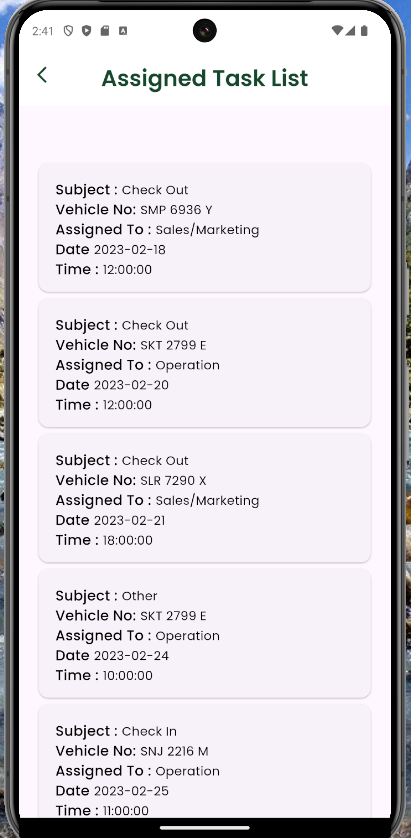 2:41
Assigned Task List
Subject : Check Out
Vehicle No: SMP 6936 Y
Assigned To : Sales/Marketing
Date 2023-02-18
Time : 12:00:00
Subject : Check Out
Vehicle No: SKT 2799 E
Assigned To : Operation
Date 2023-02-20
Time : 12:00:00
Subject : Check Out
Vehicle No: SLR 7290 X
Assigned To : Sales/Marketing
Date 2023-02-21
Time : 18:00:00
Subject : Other
Vehicle No: SKT 2799 E
Assigned To : Operation
Date 2023-02-24
Time : 10:00:00
Subject : Check In
Vehicle No: SNJ 2216 M
Assigned To : Operation
Date 2023-02-25
Time : 11:00:00